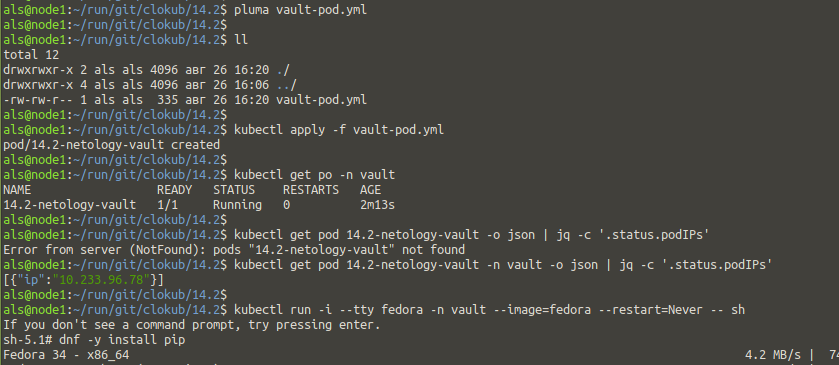 als@node1:~/run/git/clokub/14.2$ pluma vault-pod.yml
als@node1:~/run/git/clokub/14.2$
als@node1:~/run/git/clokub/14.2$ ll
total 12
drwxrwxr-x 2 als als 4096 авг 26 16:20 ./
drwxrwxr-x 4 als als 4096 авг 26 16:06 ../
-rw-rw-r-- 1 als als  335 авг 26 16:20 vault-pod.yml
als@node1:~/run/git/clokub/14.2$
als@node1:~/run/git/clokub/14.2$ kubectl apply -f vault-pod.yml
pod/14.2-netology-vault created
als@node1:~/run/git/clokub/14.2$
als@node1:~/run/git/clokub/14.2$ kubectl get po -n vault
NAME                  READY   STATUS    RESTARTS   AGE
14.2-netology-vault   1/1     Running   0          2m13s
als@node1:~/run/git/clokub/14.2$
als@node1:~/run/git/clokub/14.2$ kubectl get pod 14.2-netology-vault -o json | jq -c '.status.podIPs'
Error from server (NotFound): pods "14.2-netology-vault" not found
als@node1:~/run/git/clokub/14.2$ kubectl get pod 14.2-netology-vault -n vault -o json | jq -c '.status.podIPs'
[{"ip":"10.233.96.78"}]
als@node1:~/run/git/clokub/14.2$
als@node1:~/run/git/clokub/14.2$ kubectl run -i --tty fedora -n vault --image=fedora --restart=Never -- sh
If you don't see a command prompt, try pressing enter.
sh-5.1# dnf -y install pip
Fedora 34 - x86_64                                                                                 4.2 MB/s |